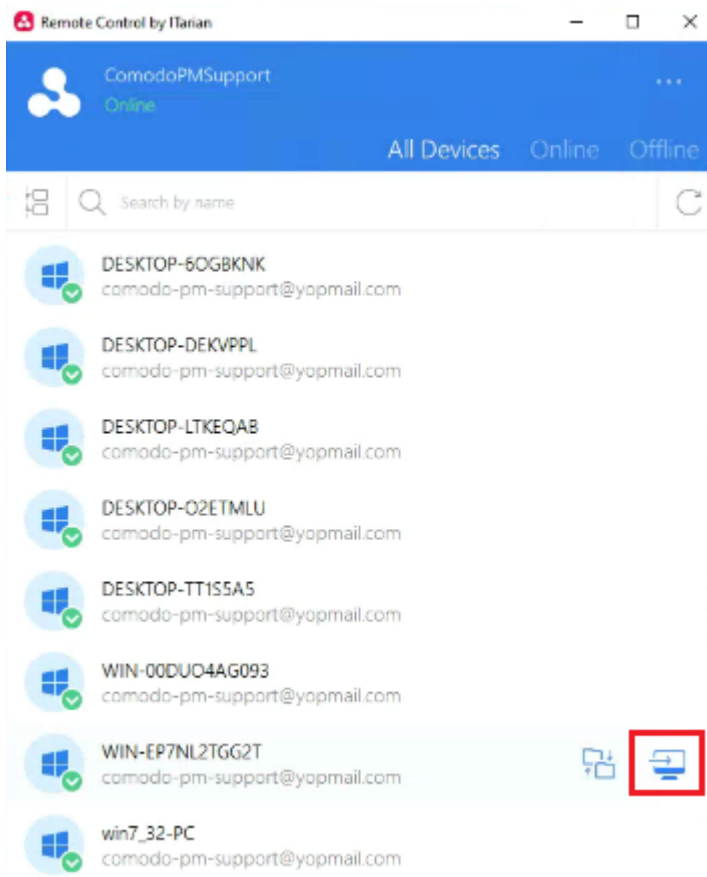 Remote Control by ITarian
ComodoPMSupport
Online
...
All Devices Online Offline
Search by name
DESKTOP-6OGBKNK
comodo-pm-support@yopmail.com
DESKTOP-DEKVPPL
comodo-pm-support@yopmail.com
DESKTOP-LTKEQAB
comodo-pm-support@yopmail.com
DESKTOP-O2ETMLU
comodo-pm-support@yopmail.com
DESKTOP-TT1S5A5
comodo-pm-support@yopmail.com
WIN-00DUO4AG093
comodo-pm-support@yopmail.com
WIN-EP7NL2TGG2T
comodo-pm-support@yopmail.com
win7_32-PC
comodo-pm-support@yopmail.com